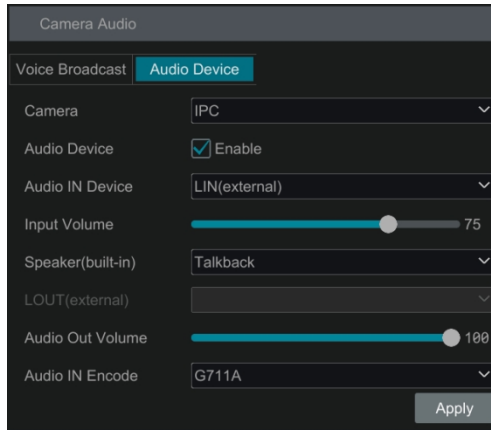 Camera Audio
Voice Broadcast Audio Device
Camera IPC
Audio Device Enable
Audio IN Device LIN(external)
Input Volume 75
Speaker(built-in) Talkback
LOUT(external)
Audio Out Volume 100
Audio IN Encode G711A
Apply